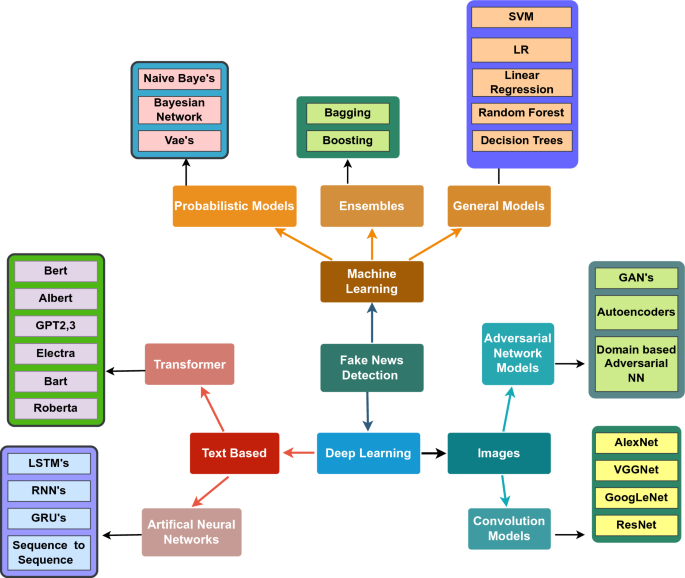 SVM
LR
Linear
Regression
Random Forest
Decision Trees
Naive Baye's
Bayesian
Network
Vae's
Bagging
Boosting
Probabilistic Models
Ensembles
General Models
Machine
Learning
Bert
Albert
GPT2,3
Electra
Bart
Roberta
Transformer
Fake News
Detection
Adversarial
Network Models
GAN's
Autoencoders
Domain based
Adversarial
NN
Text Based
Deep Learning
Images
LSTM's
RNN's
GRU's
Sequence to
Sequence
Artifical Neural
Networks
Convolution
Models
AlexNet
VGGNet
GoogLeNet
ResNet